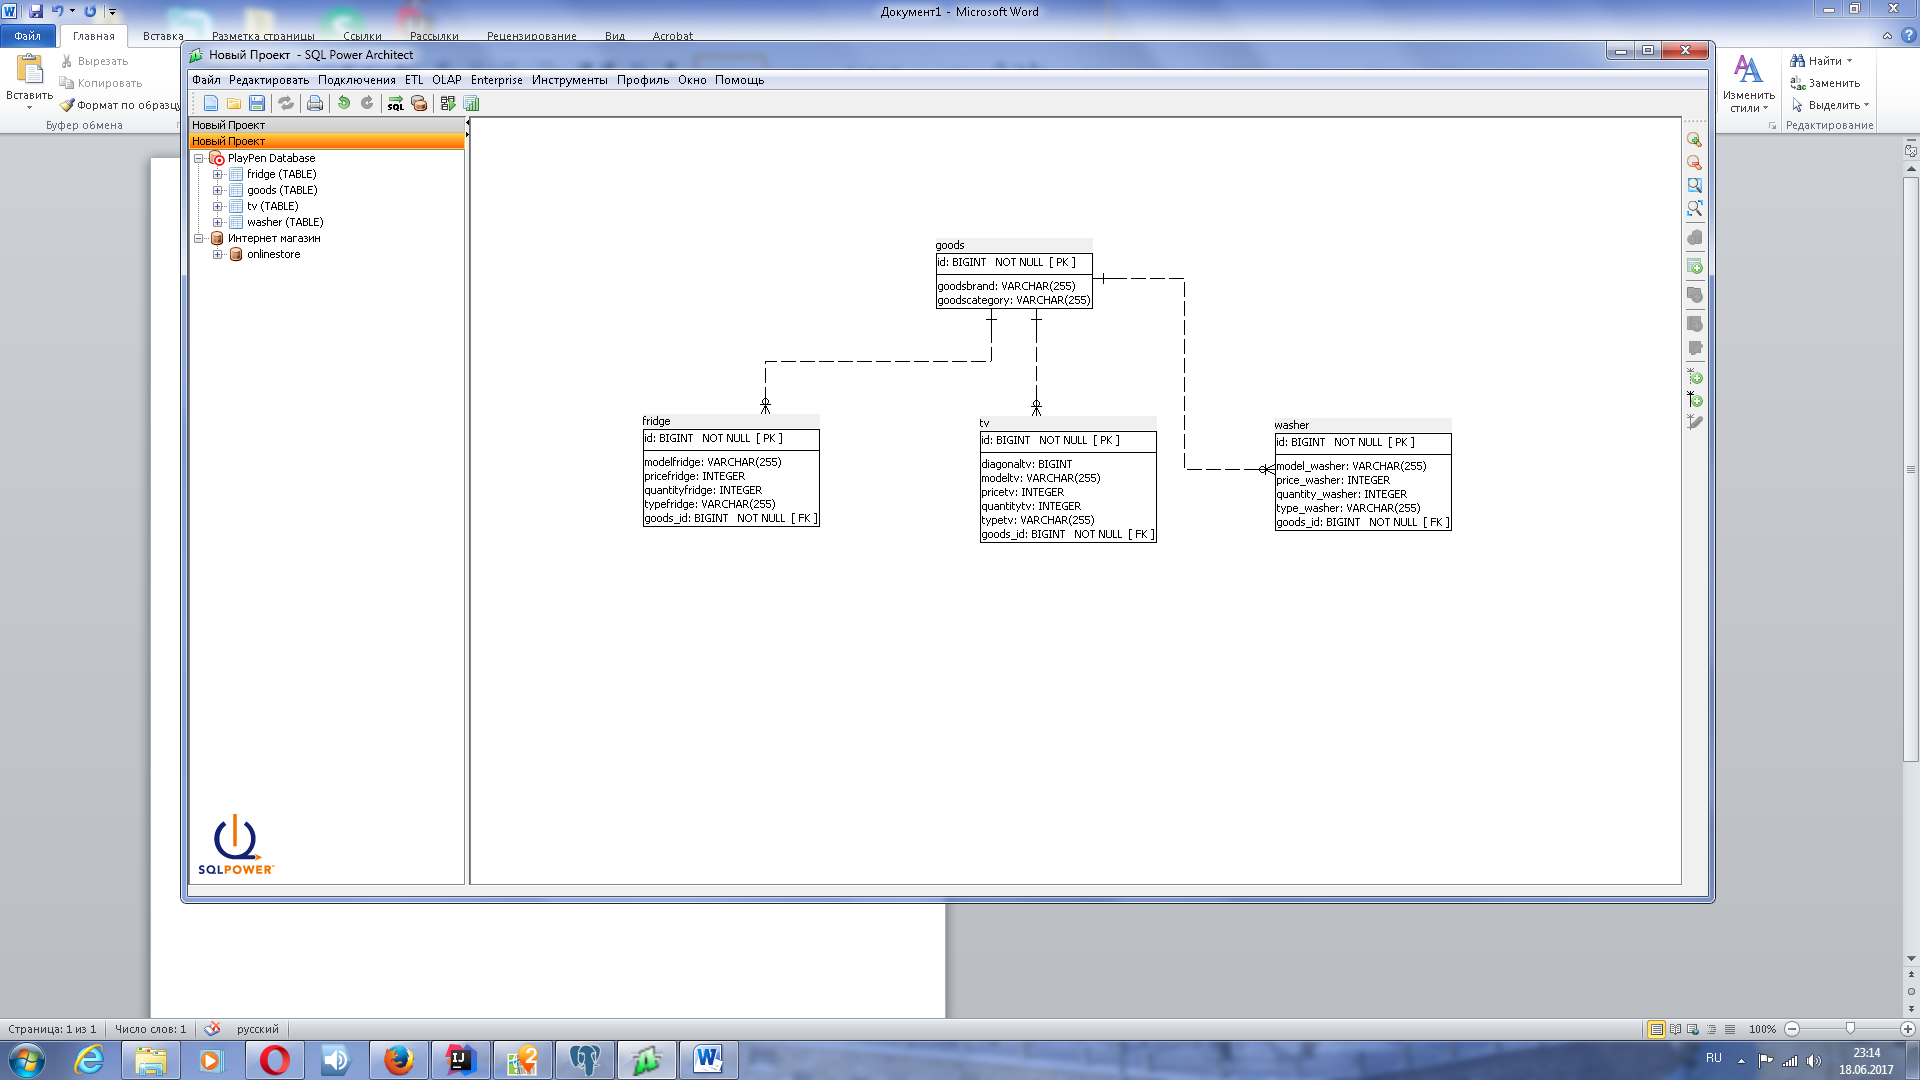 Документ1 - Microsoft Word
Файл
Главная
Вставка
Разметка страницы
Ссылки
Рассылки
Рецензирование
Вид
Acrobat
Вставить
Вырезать
Копировать
Формат по образцу
Буфер обмена
Изменить стили
Найти
Заменить
Выделить
Редактирование
Новый Проект - SQL Power Architect
Файл Редактировать Подключения ETL OLAP Enterprise Инструменты Профиль Окно Помощь
SQL
Новый Проект
Новый Проект
PlayPen Database
fridge (TABLE)
goods (TABLE)
tv (TABLE)
washer (TABLE)
Интернет магазин
onlinestore
goods
id: BIGINT NOT NULL [ PK ]
goodsbrand: VARCHAR(255)
goodscategory: VARCHAR(255)
fridge
id: BIGINT NOT NULL [ PK ]
modelfridge: VARCHAR(255)
pricefridge: INTEGER
quantityfridge: INTEGER
typefridge: VARCHAR(255)
goods_id: BIGINT NOT NULL [ FK ]
tv
id: BIGINT NOT NULL [ PK ]
diagonaltv: BIGINT
modeltv: VARCHAR(255)
pricetv: INTEGER
quantitytv: INTEGER
typetv: VARCHAR(255)
goods_id: BIGINT NOT NULL [ FK ]
washer
id: BIGINT NOT NULL [ PK ]
model_washer: VARCHAR(255)
price_washer: INTEGER
quantity_washer: INTEGER
type_washer: VARCHAR(255)
goods_id: BIGINT NOT NULL [ FK ]
SQLPOWER
Страница: 1 из 1
Число слов: 1
русский
100%
RU
23:14
18.06.2017